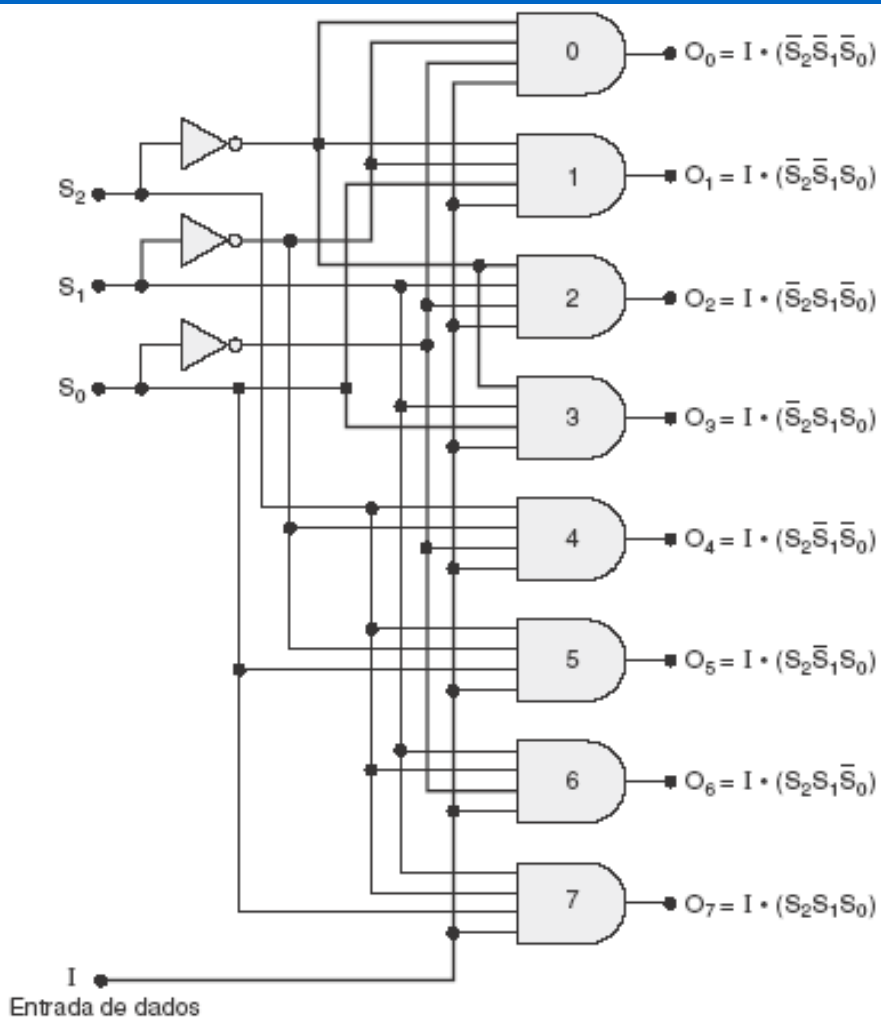 0
O₀ = I • (S̅₂S̅₁S̅₀)
1
O₁ = I • (S̅₂S̅₁S₀)
S₂
S₁
2
O₂ = I • (S̅₂S₁S̅₀)
S₀
3
O₃ = I • (S̅₂S₁S₀)
4
O₄ = I • (S₂S̅₁S̅₀)
5
O₅ = I • (S₂S̅₁S₀)
6
O₆ = I • (S₂S₁S̅₀)
7
O₇ = I • (S₂S₁S₀)
I
Entrada de dados